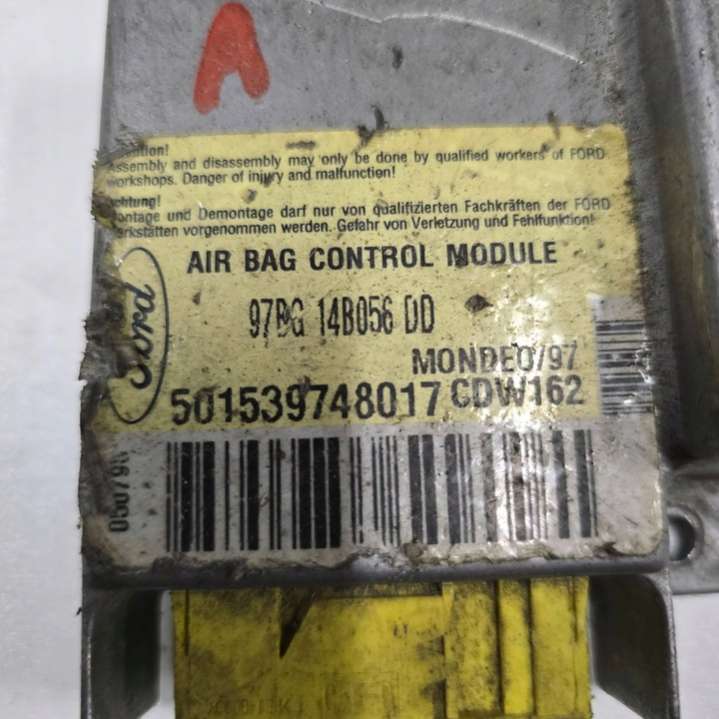 A
Assembly and disassembly may only be done by qualified workers of FORD
workshops. Danger of injury and malfunction!
Achtung!
Montage und Demontage darf nur von qualifizierten Fachkräften der FORD
Werkstätten vorgenommen werden. Gefahr von Verletzung und Fehlfunktion!
AIR BAG CONTROL MODULE
Ford
97BG 14B056 DD
MONDEO/97
501539748017 CDW162